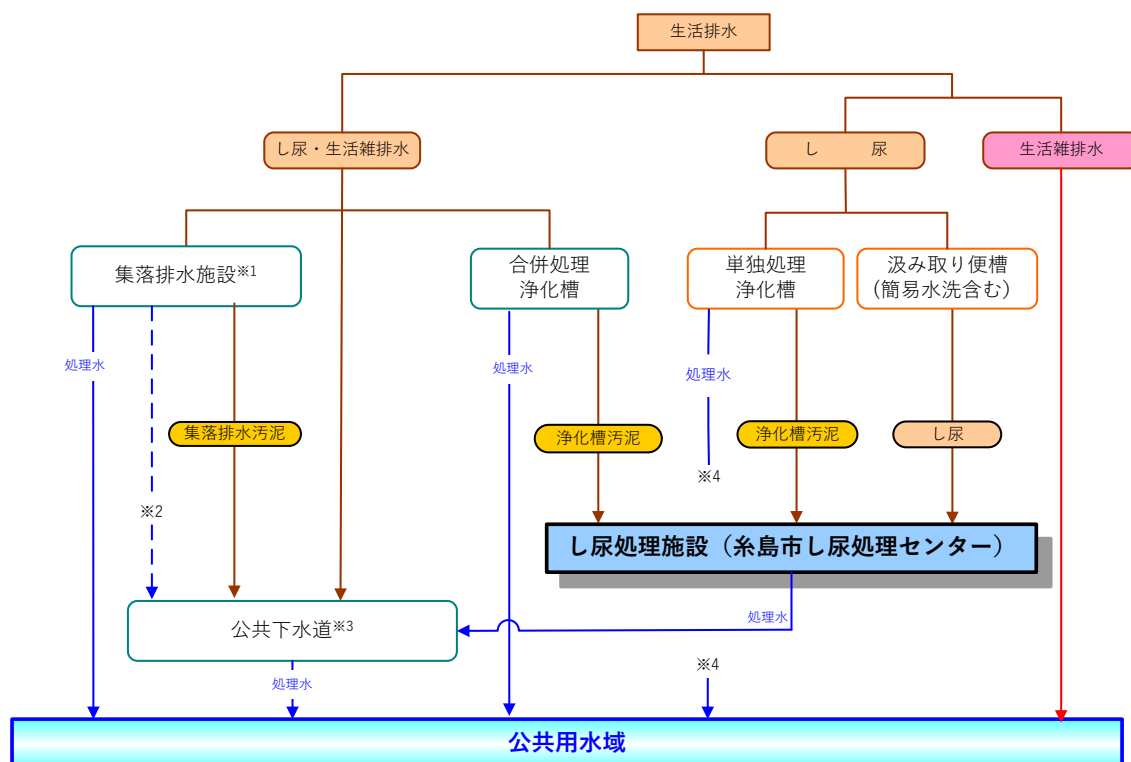 生活排水
し尿・生活雑排水
し　　尿
生活雑排水
集落排水施設※1
合併処理
浄化槽
単独処理
浄化槽
汲み取り便槽
(簡易水洗含む)
処理水
処理水
処理水
集落排水汚泥
浄化槽汚泥
浄化槽汚泥
し尿
※4
※2
し尿処理施設（糸島市し尿処理センター）
処理水
公共下水道※3
※4
処理水
公共用水域